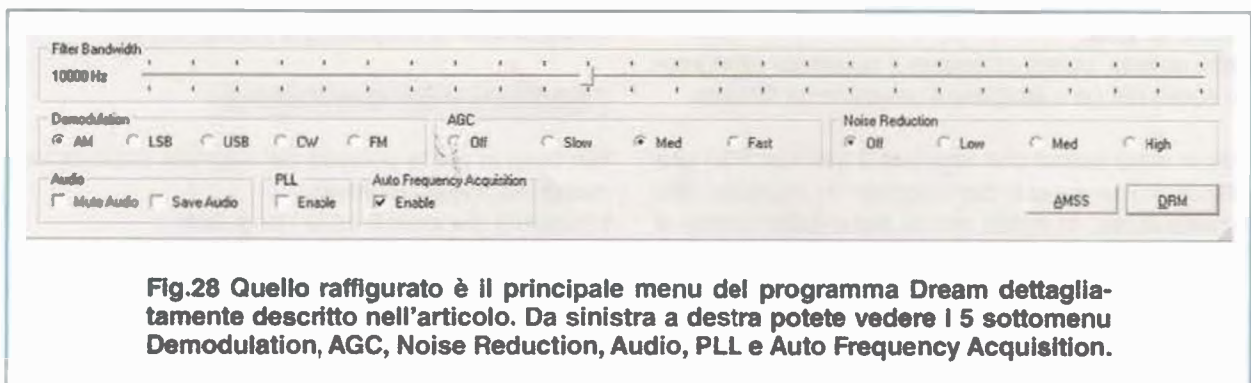 Filter Bandwidth
10000 Hz
Demodulation AGC Noise Reduction
AM LSB USB CW FM Off Slow Med Fast Off Low Med High
Audio PLL Auto Frequency Acquisition
Mute Audio Save Audio Enable Enable AMSS DRM
Fig.28 Quello raffigurato è il principale menu del programma Dream dettaglia-
tamente descritto nell'articolo. Da sinistra a destra potete vedere i 5 sottomenu
Demodulation, AGC, Noise Reduction, Audio, PLL e Auto Frequency Acquisition.